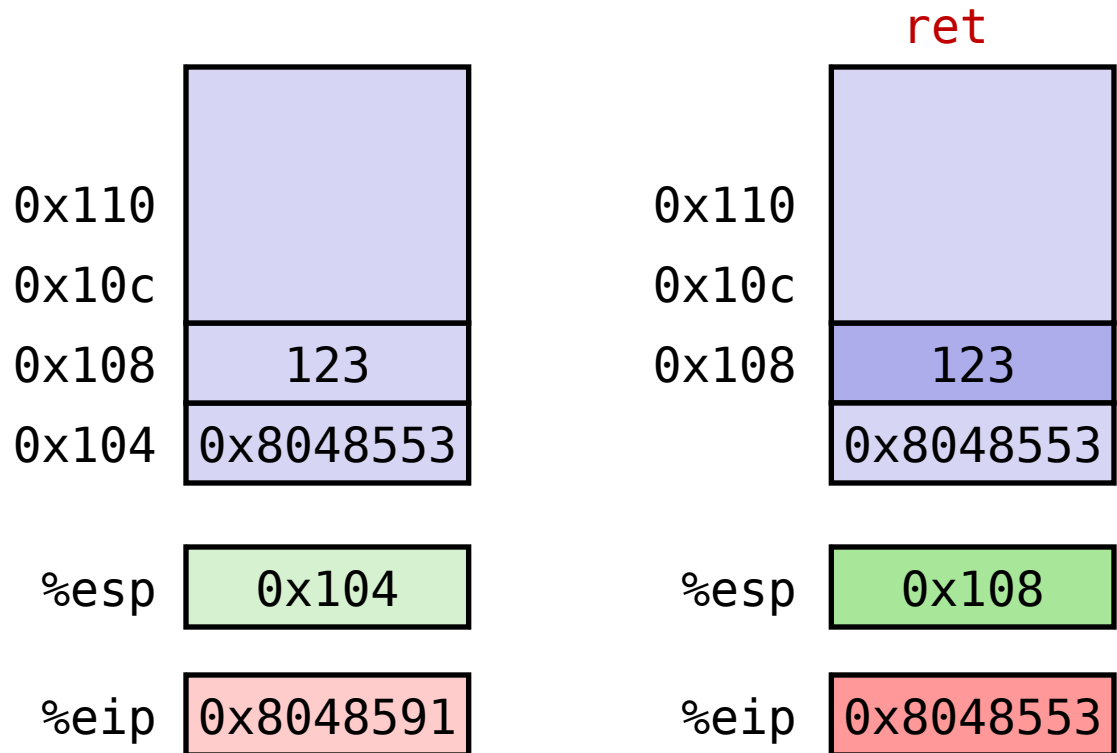 ret
0x110 0x110
0x10c 0x10c
0x108 123 0x108 123
0x104 0x8048553 0x8048553
%esp 0x104 %esp 0x108
%eip 0x8048591 %eip 0x8048553